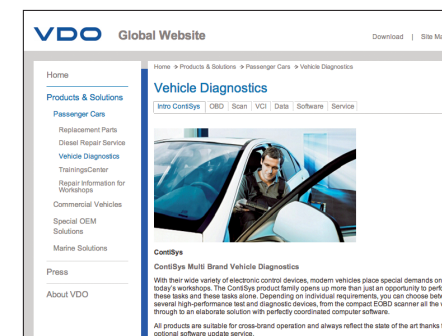 VDO Global Website
Download | Site Ma
Home > Products & Solutions > Passenger Cars > Vehicle Diagnostics
Home
Products & Solutions
Passenger Cars
Replacement Parts
Diesel Repair Service
Vehicle Diagnostics
TrainingsCenter
Repair Information for
Workshops
Commercial Vehicles
Special OEM
Solutions
Marine Solutions
Press
About VDO
Vehicle Diagnostics
Intro ContiSys | OBD | Scan | VCI | Data | Software | Service
ContiSys
ContiSys Multi Brand Vehicle Diagnostics
With their wide variety of electronic control devices, modern vehicles place special demands on
today's workshops. The ContiSys product family opens up more than just an opportunity to perfo
these tasks and these tasks alone. Depending on individual requirements, you can choose betw
several high-performance test and diagnostic devices, from the compact EOBD scanner all the w
through to an elaborate solution with perfectly coordinated computer software.
All products are suitable for cross-brand operation and always reflect the state of the art thanks t
optional software update service.